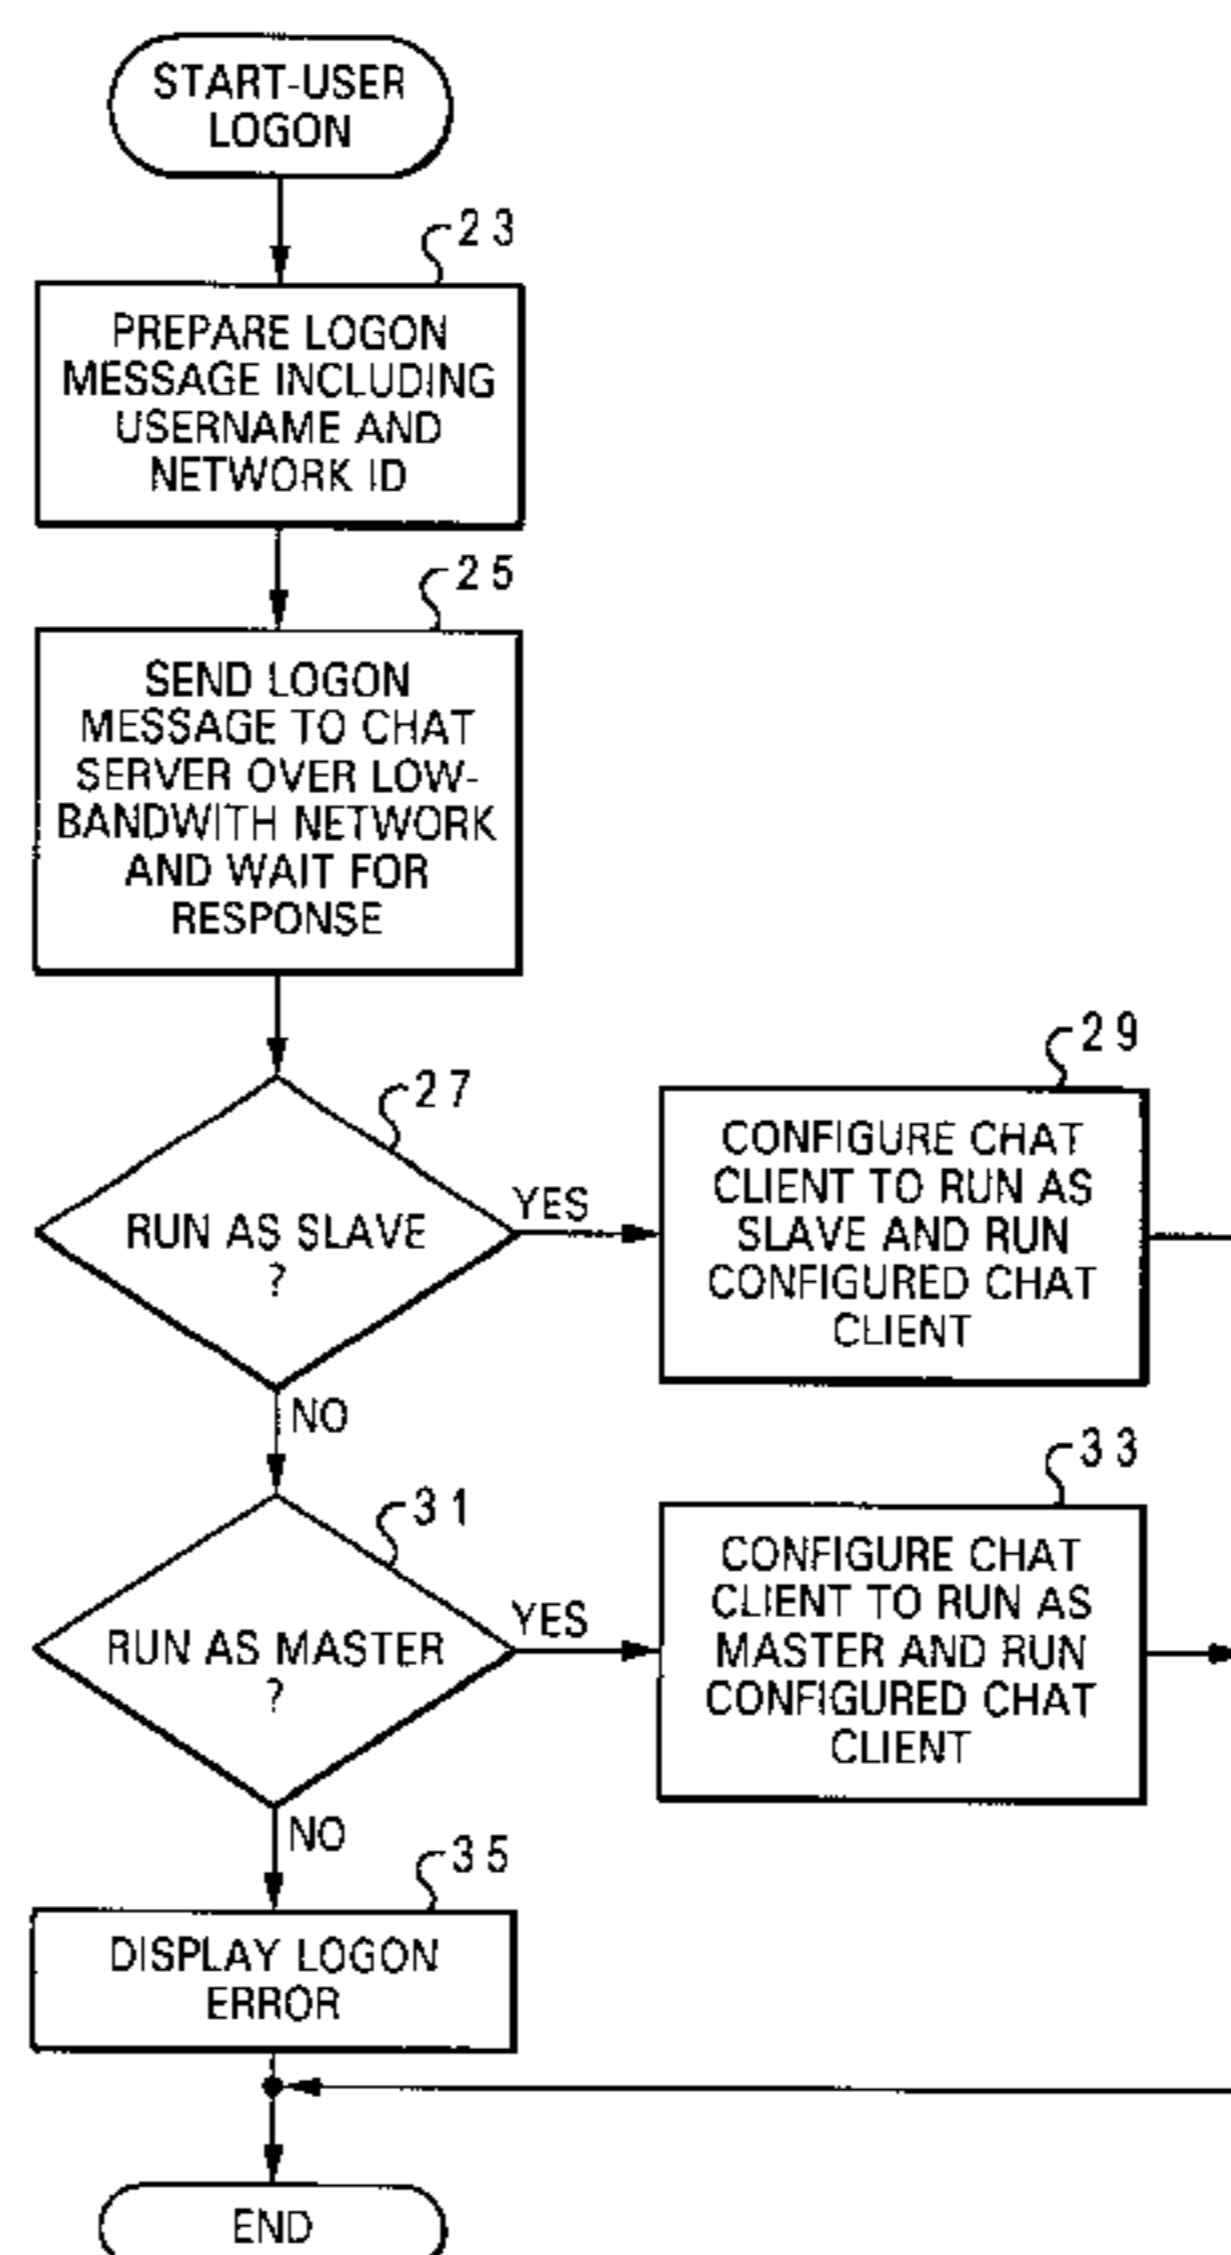 START-USER
LOGON
23
PREPARE LOGON
MESSAGE INCLUDING
USERNAME AND
NETWORK ID
25
SEND LOGON
MESSAGE TO CHAT
SERVER OVER LOW-
BANDWITH NETWORK
AND WAIT FOR
RESPONSE
27
RUN AS SLAVE
?
YES
29
CONFIGURE CHAT
CLIENT TO RUN AS
SLAVE AND RUN
CONFIGURED CHAT
CLIENT
NO
31
RUN AS MASTER
?
YES
33
CONFIGURE CHAT
CLIENT TO RUN AS
MASTER AND RUN
CONFIGURED CHAT
CLIENT
NO
35
DISPLAY LOGON
ERROR
END